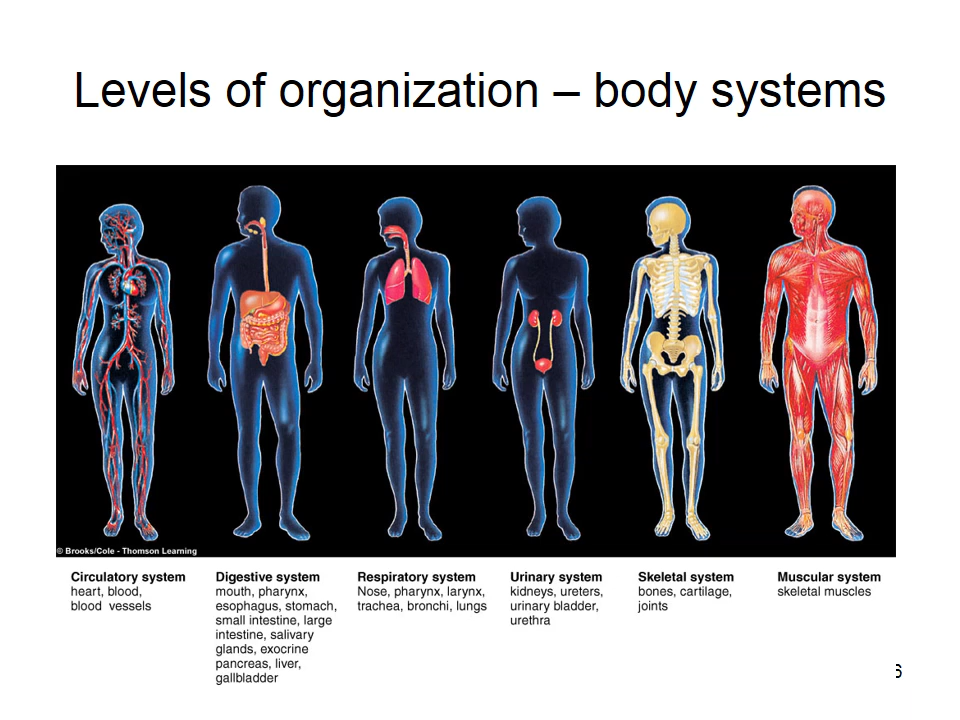 Levels of organization – body systems
© Brooks/Cole - Thomson Learning
Circulatory system
heart, blood,
blood vessels
Digestive system
mouth, pharynx,
esophagus, stomach,
small intestine, large
intestine, salivary
glands, exocrine
pancreas, liver,
gallbladder
Respiratory system
Nose, pharynx, larynx,
trachea, bronchi, lungs
Urinary system
kidneys, ureters,
urinary bladder,
urethra
Skeletal system
bones, cartilage,
joints
Muscular system
skeletal muscles
6